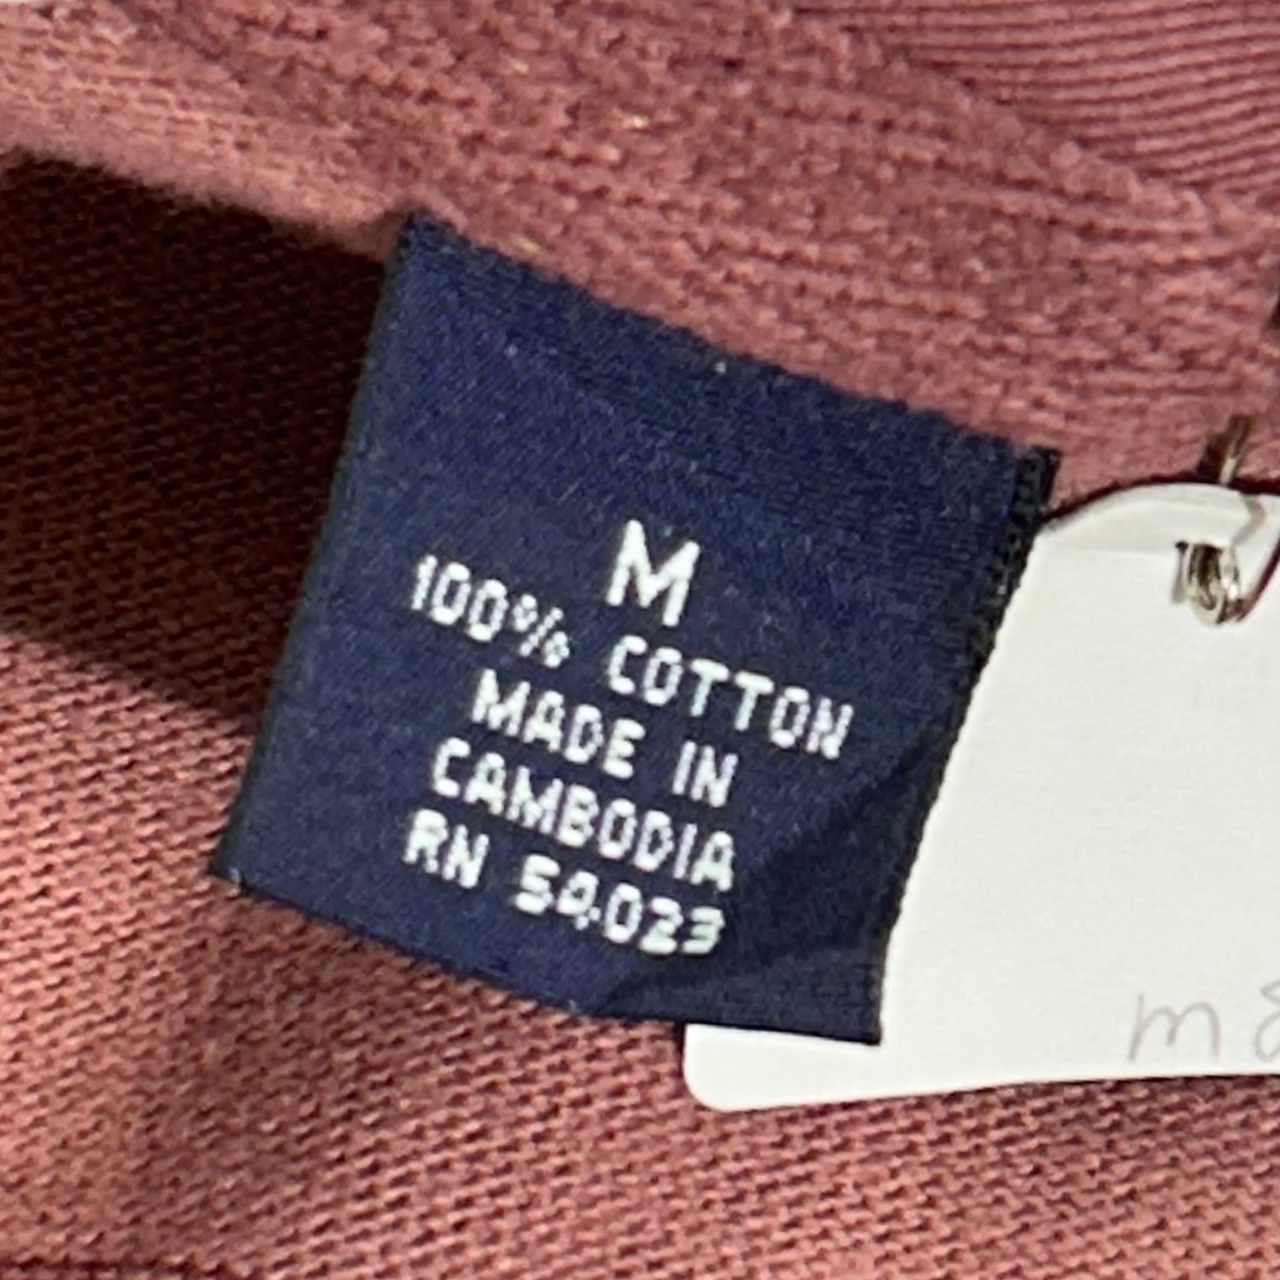 M
100% COTTON
MADE IN
CAMBODIA
RN 54023